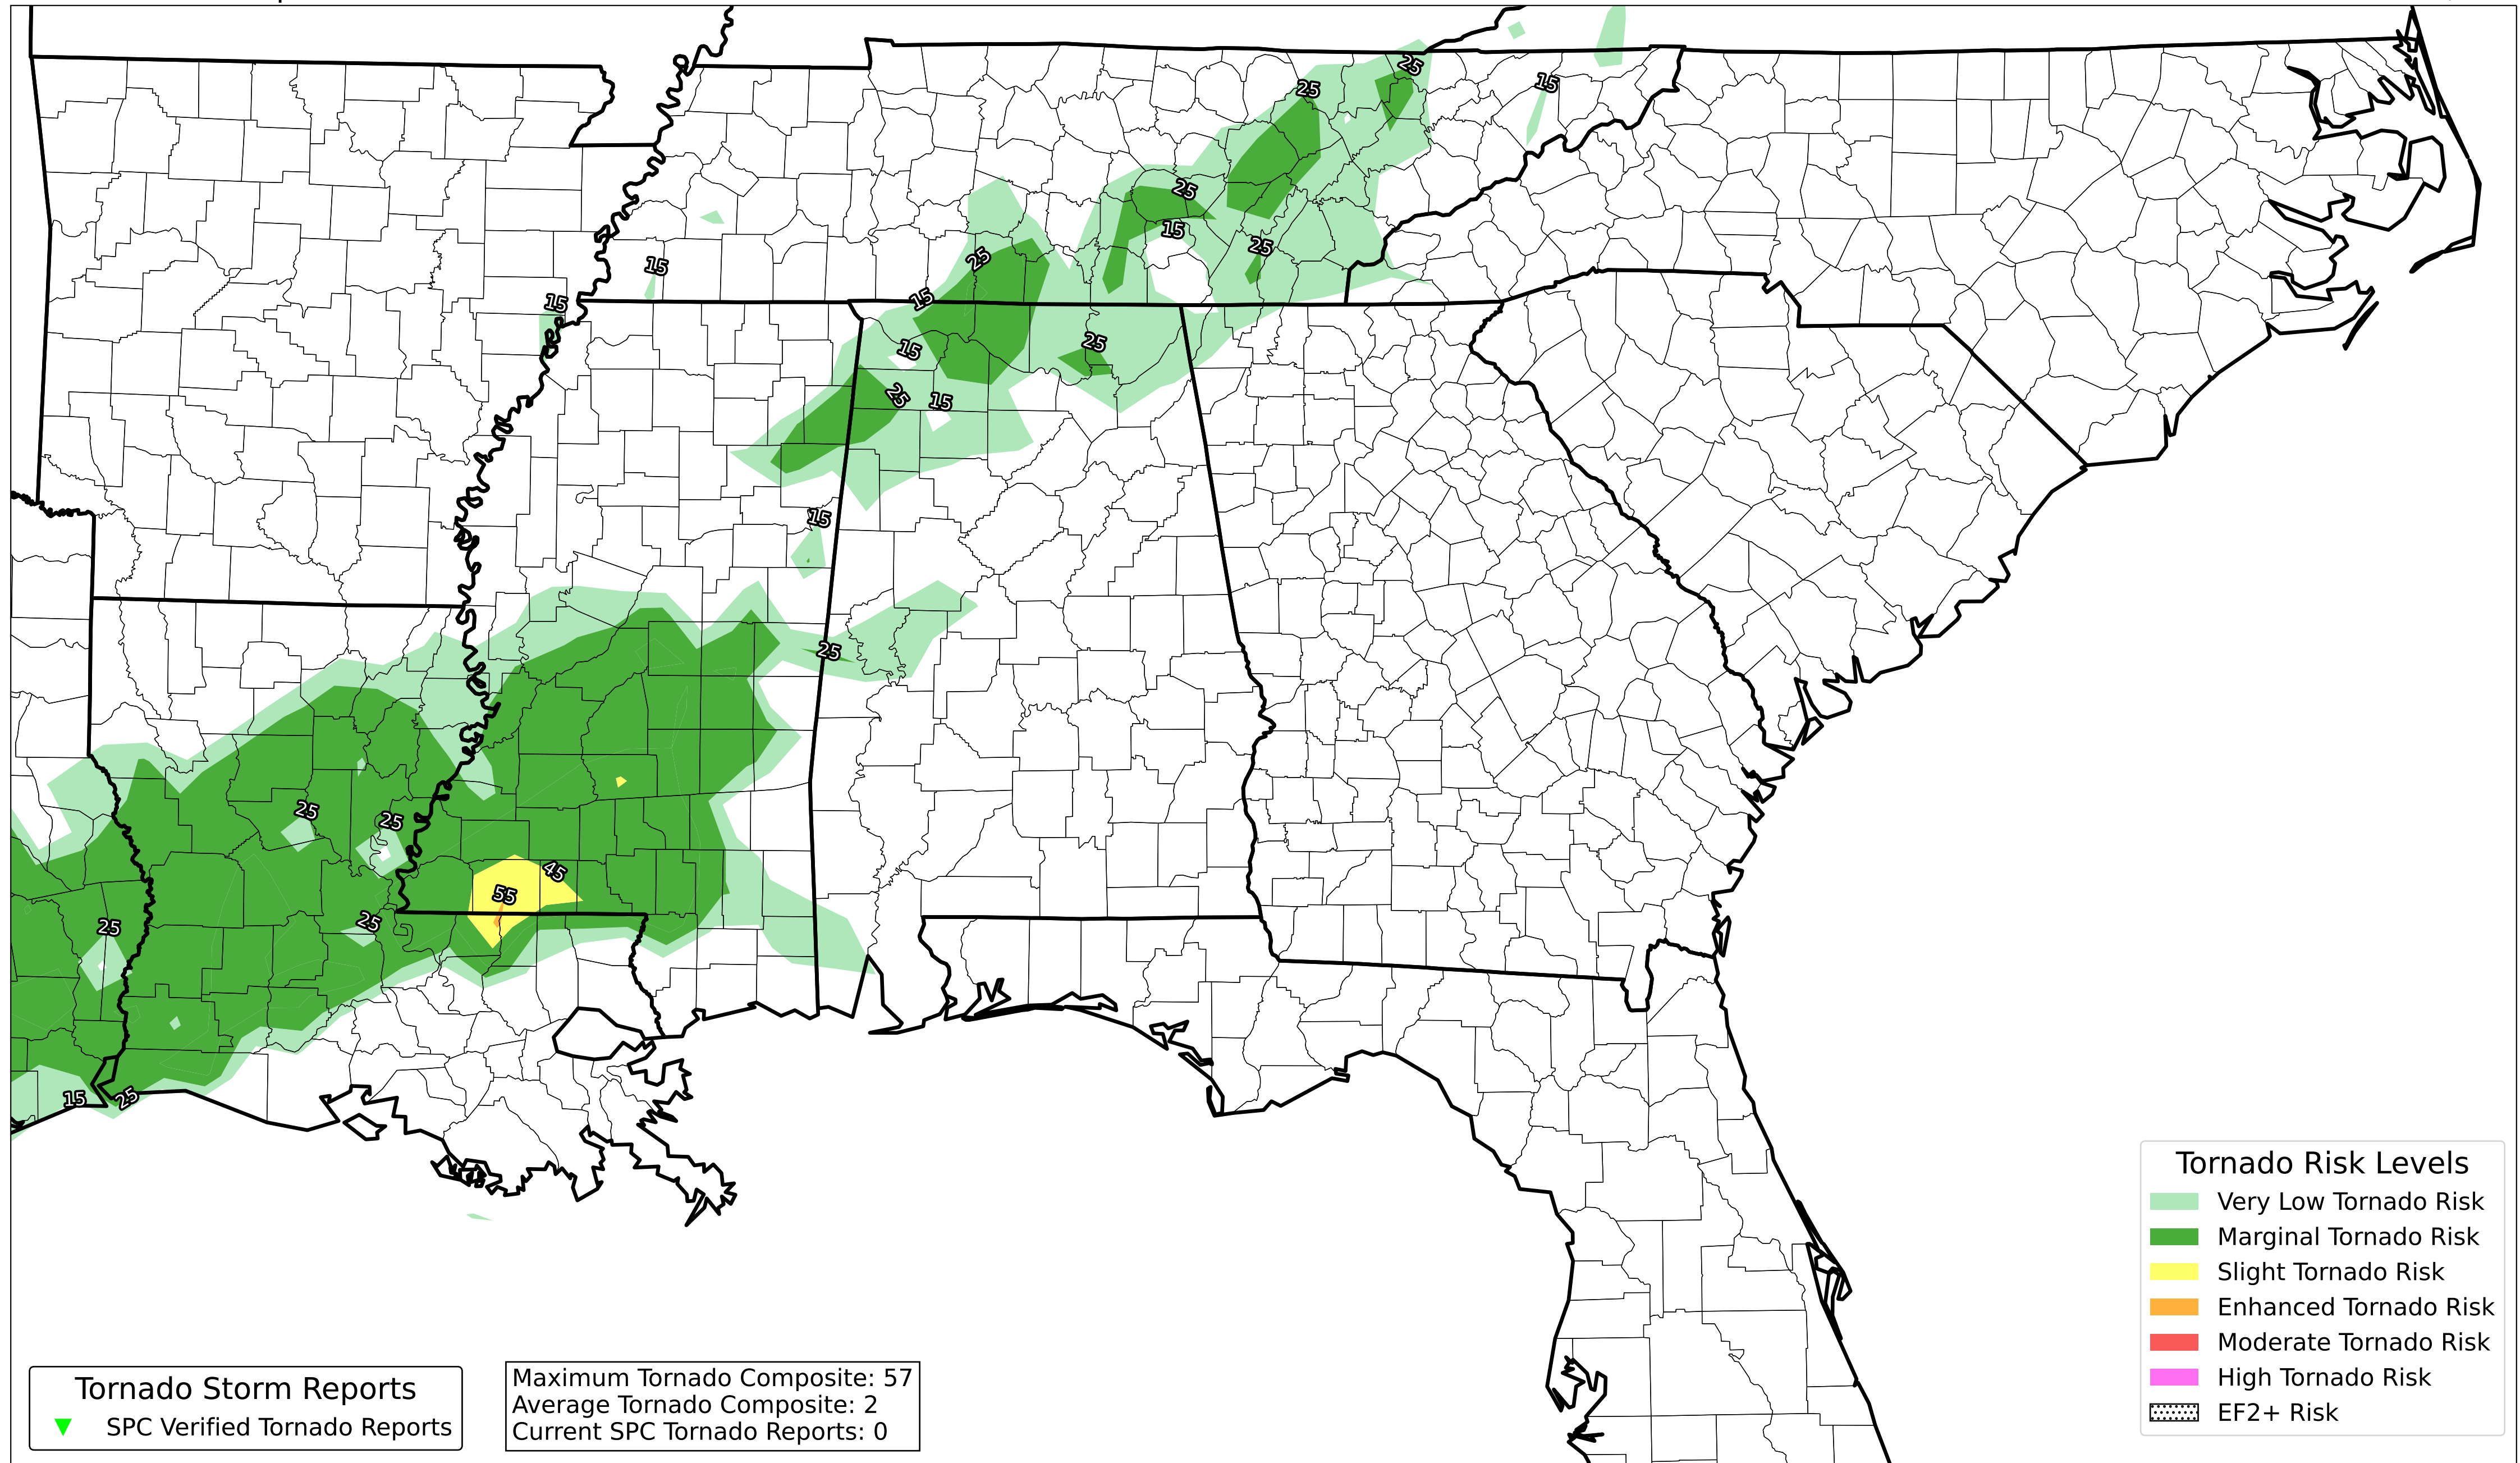 25
25
15
25
15
25
25
15
15
15
15
25
25
15
15
25
25
25
45
55
25
25
15
25
Tornado Risk Levels
Very Low Tornado Risk
Marginal Tornado Risk
Slight Tornado Risk
Enhanced Tornado Risk
Moderate Tornado Risk
High Tornado Risk
EF2+ Risk
Tornado Storm Reports
SPC Verified Tornado Reports
Maximum Tornado Composite: 57
Average Tornado Composite: 2
Current SPC Tornado Reports: 0